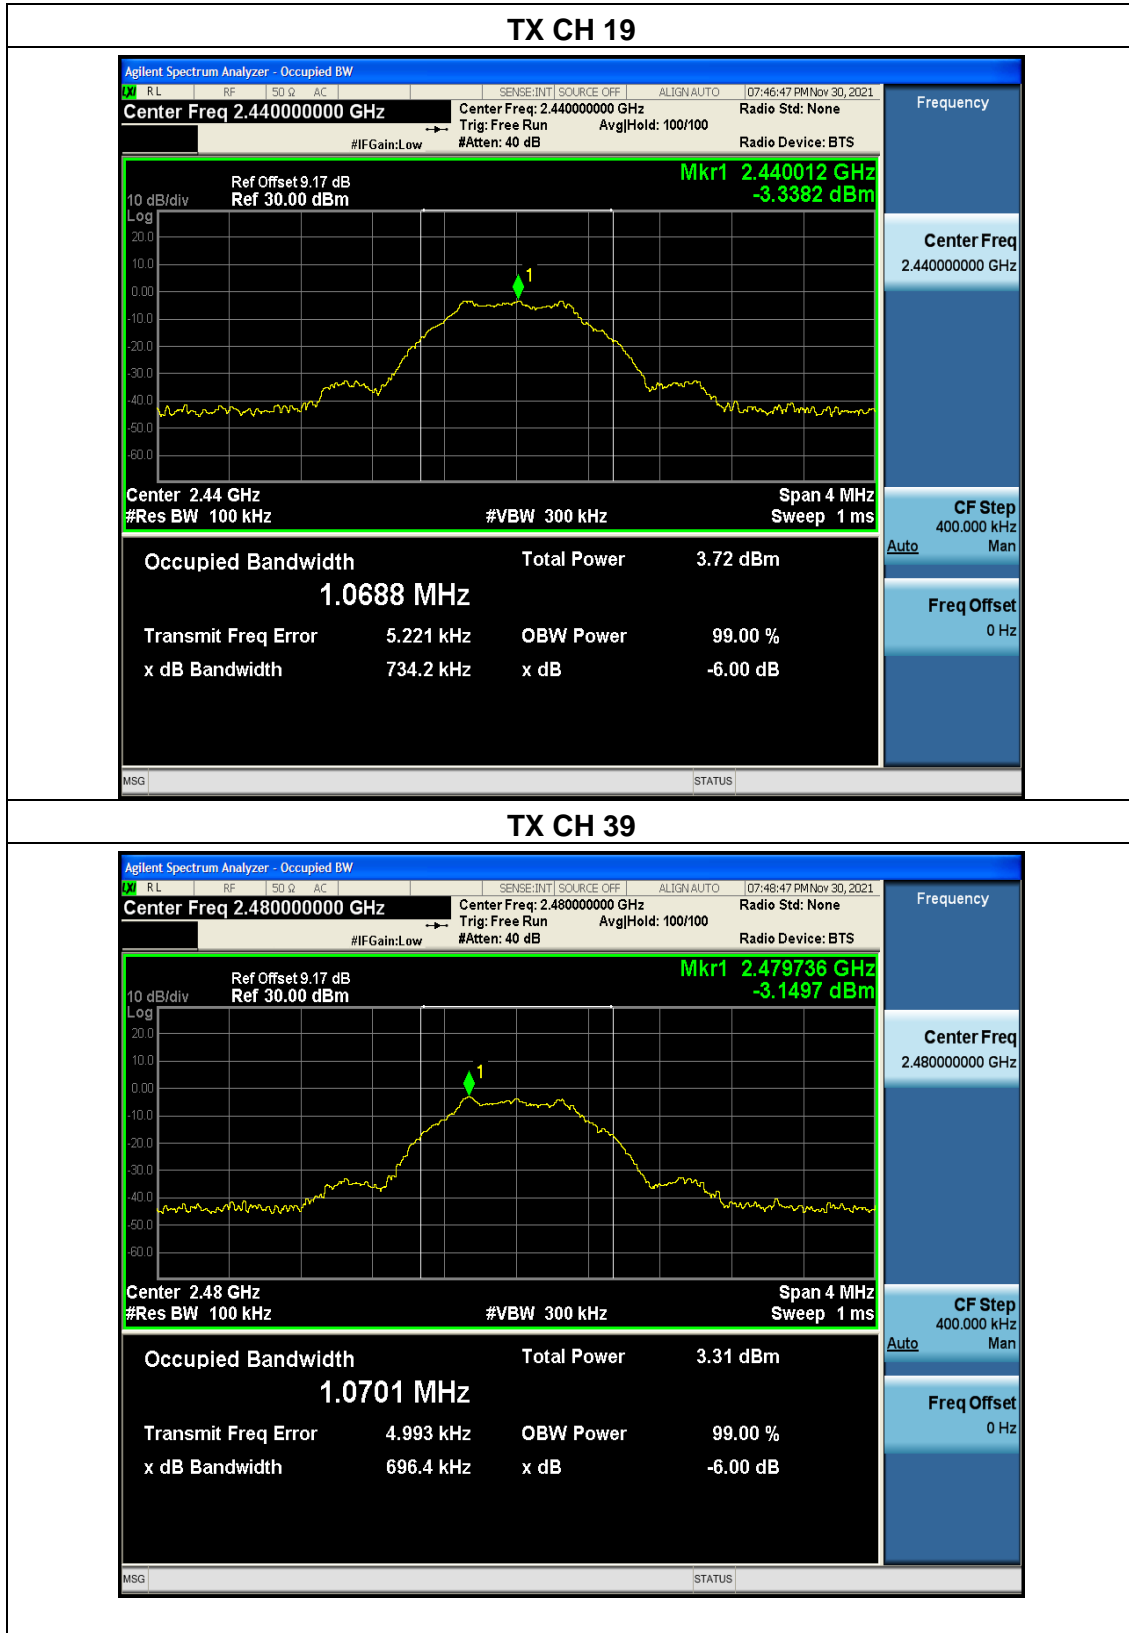 TX CH 19
Agilent Spectrum Analyzer - Occupied BW
LXI RL RF 50 Ω AC SENSE:INT SOURCE OFF ALIGN AUTO 07:46:47 PM Nov 30, 2021
Center Freq 2.440000000 GHz
Center Freq: 2.440000000 GHz Radio Std: None
Trig: Free Run Avg|Hold: 100/100
#IFGain:Low #Atten: 40 dB Radio Device: BTS
Frequency
Mkr1 2.440012 GHz
-3.3382 dBm
Ref Offset 9.17 dB
10 dB/div Ref 30.00 dBm
Log
20.0
10.0
0.00
-10.0
-20.0
-30.0
-40.0
-50.0
-60.0
1
Center 2.44 GHz Span 4 MHz
#Res BW 100 kHz #VBW 300 kHz Sweep 1 ms
Occupied Bandwidth Total Power 3.72 dBm
1.0688 MHz
Transmit Freq Error 5.221 kHz OBW Power 99.00 %
x dB Bandwidth 734.2 kHz x dB -6.00 dB
Center Freq
2.440000000 GHz
CF Step
400.000 kHz
Auto Man
Freq Offset
0 Hz
MSG STATUS
TX CH 39
Agilent Spectrum Analyzer - Occupied BW
LXI RL RF 50 Ω AC SENSE:INT SOURCE OFF ALIGN AUTO 07:48:47 PM Nov 30, 2021
Center Freq 2.480000000 GHz
Center Freq: 2.480000000 GHz Radio Std: None
Trig: Free Run Avg|Hold: 100/100
#IFGain:Low #Atten: 40 dB Radio Device: BTS
Frequency
Mkr1 2.479736 GHz
-3.1497 dBm
Ref Offset 9.17 dB
10 dB/div Ref 30.00 dBm
Log
20.0
10.0
0.00
-10.0
-20.0
-30.0
-40.0
-50.0
-60.0
1
Center 2.48 GHz Span 4 MHz
#Res BW 100 kHz #VBW 300 kHz Sweep 1 ms
Occupied Bandwidth Total Power 3.31 dBm
1.0701 MHz
Transmit Freq Error 4.993 kHz OBW Power 99.00 %
x dB Bandwidth 696.4 kHz x dB -6.00 dB
Center Freq
2.480000000 GHz
CF Step
400.000 kHz
Auto Man
Freq Offset
0 Hz
MSG STATUS